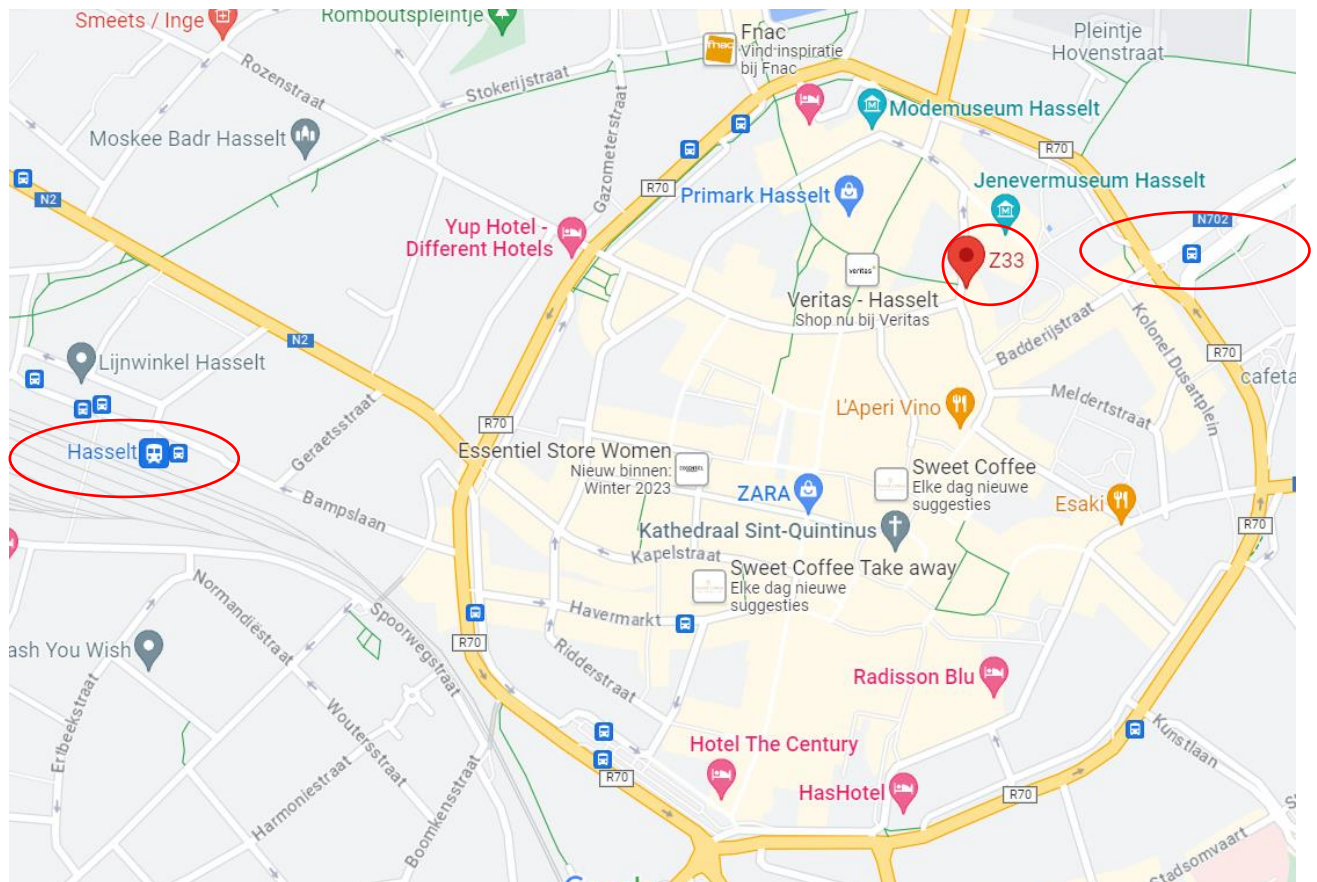 Smeets / Inge
Romboutspleintje
Fnac
Vind inspiratie
bij Fnac
fnac
Pleintje
Hovenstraat
Rozenstraat
Stokerijstraat
Gazometerstraat
Moskee Badr Hasselt
Modemuseum Hasselt
R70
N2
R70
Primark Hasselt
Jenevermuseum Hasselt
N702
Yup Hotel -
Different Hotels
veritas
Z33
Veritas - Hasselt
Shop nu bij Veritas
Badderijstraat
Kolonel Dusartplein
N2
Lijnwinkel Hasselt
R70
cafeta
Meldertstraat
L'Aperi Vino
R70
Geraetsstraat
Hasselt
Essentiel Store Women
Nieuw binnen:
Winter 2023
Sweet Coffee
Elke dag nieuwe
suggesties
ZARA
Esaki
Bampslaan
Kathedraal Sint-Quintinus
R70
Kapelstraat
Sweet Coffee Take away
Elke dag nieuwe
suggesties
Havermarkt
Normandiëstraat
Spoorwegstraat
R70
ash You Wish
Ridderstraat
Radisson Blu
Erfbeekstraat
Woutersstraat
Kunstlaan
Hotel The Century
R70
HasHotel
R70
Harmoniestraat
Boomkensstraat
Stadsomvaart